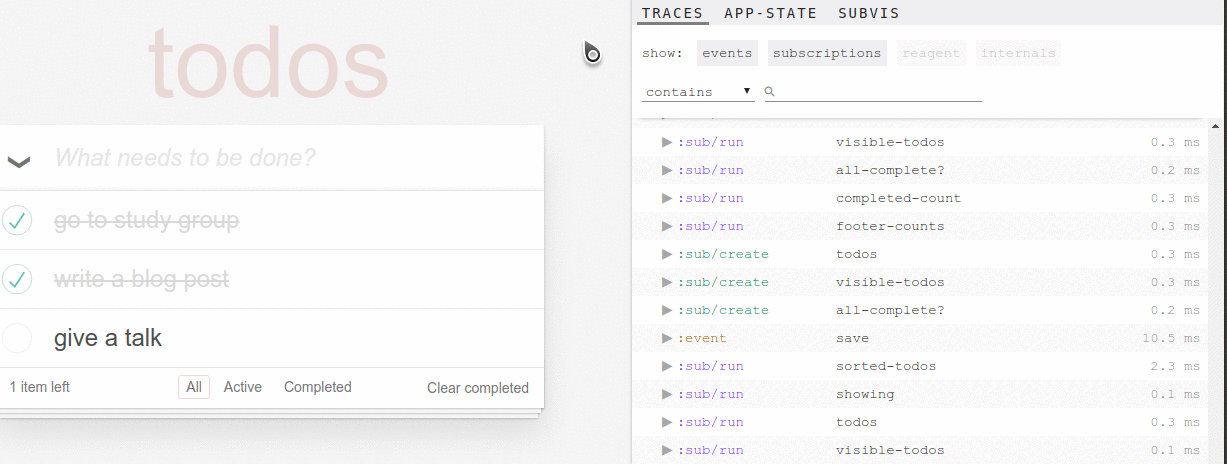 todos
What needs to be done?
go to study group
write a blog post
give a talk
1 item left All Active Completed Clear completed
TRACES APP-STATE SUBVIS
show: events subscriptions reagent internals
contains
:sub/run visible-todos 0.3 ms
:sub/run all-complete? 0.2 ms
:sub/run completed-count 0.3 ms
:sub/run footer-counts 0.3 ms
:sub/create todos 0.3 ms
:sub/create visible-todos 0.3 ms
:sub/create all-complete? 0.2 ms
:event save 10.5 ms
:sub/run sorted-todos 2.3 ms
:sub/run showing 0.1 ms
:sub/run todos 0.3 ms
:sub/run visible-todos 0.1 ms